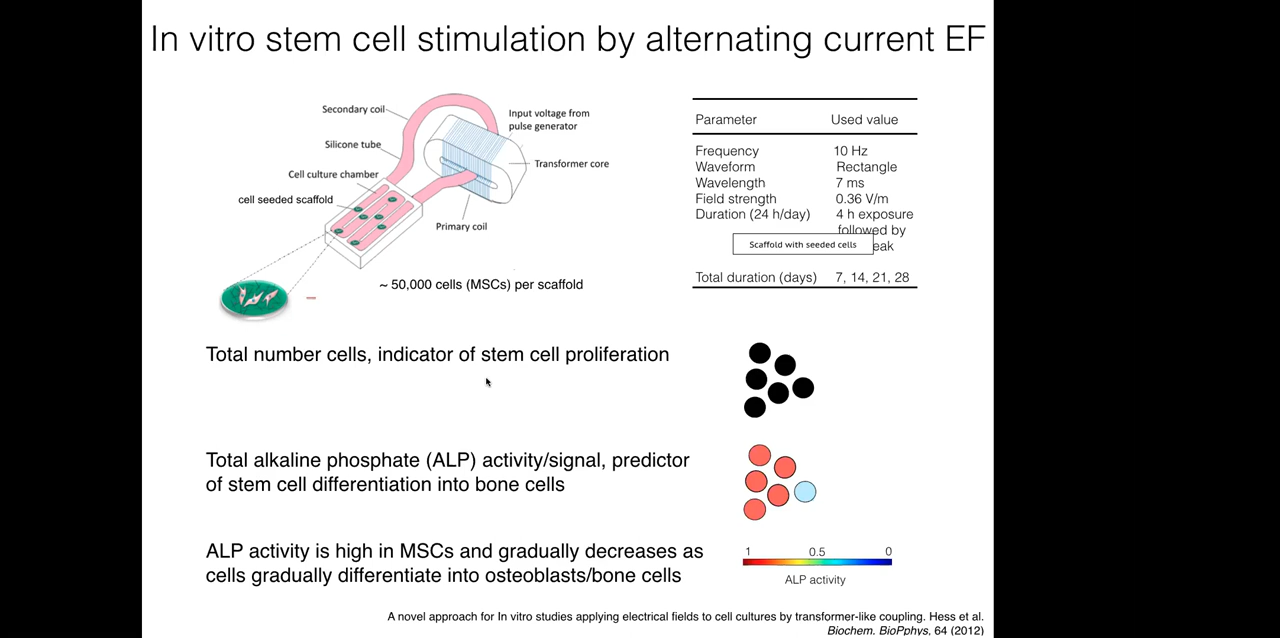 In vitro stem cell stimulation by alternating current EF
Secondary coil
Input voltage from
pulse generator
Silicone tube
Transformer core
Cell culture chamber
cell seeded scaffold
Primary coil
~ 50,000 cells (MSCs) per scaffold
Parameter Used value
Frequency 10 Hz
Waveform Rectangle
Wavelength 7 ms
Field strength 0.36 V/m
Duration (24 h/day) 4 h exposure
followed by
Scaffold with seeded cells
Total duration (days) 7, 14, 21, 28
Total number cells, indicator of stem cell proliferation
Total alkaline phosphate (ALP) activity/signal, predictor
of stem cell differentiation into bone cells
ALP activity is high in MSCs and gradually decreases as
cells gradually differentiate into osteoblasts/bone cells
1 0.5 0
ALP activity
A novel approach for In vitro studies applying electrical fields to cell cultures by transformer-like coupling. Hess et al.
Biochem. BioPphys, 64 (2012)